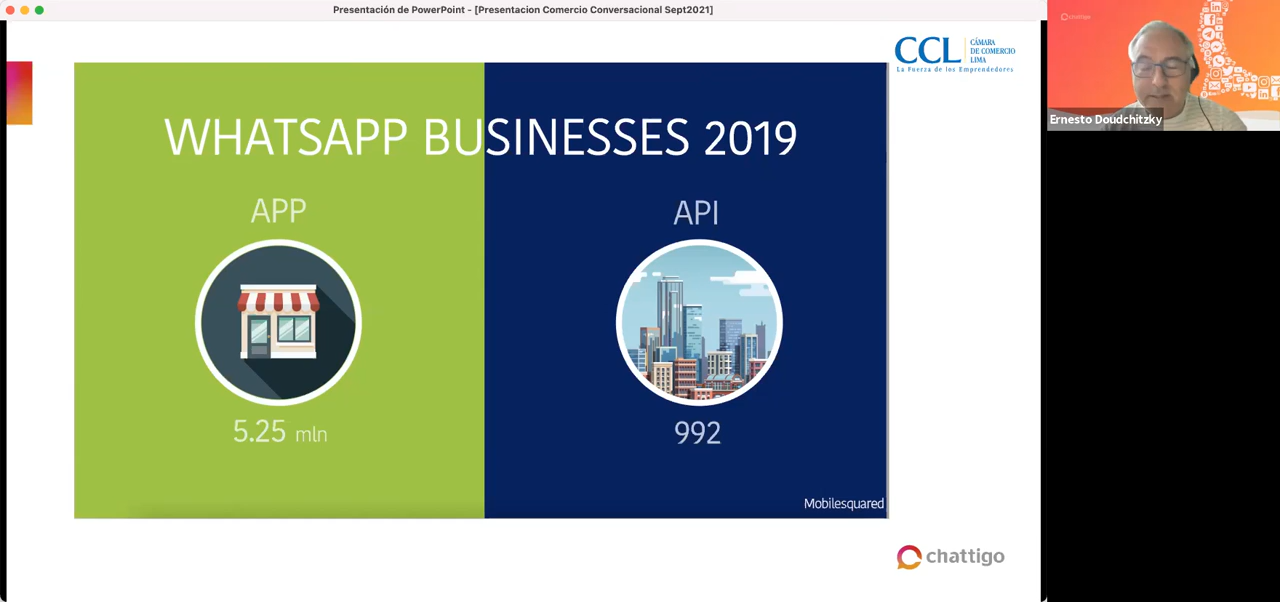 Presentación de PowerPoint - [Presentacion Comercio Conversacional Sept2021]
chattigo
CCL
CÁMARA
DE COMERCIO
LIMA
La Fuerza de los Emprendedores
Ernesto Doudchitzky
WHATSAPP BUSINESSES 2019
APP
API
5.25 mln
992
Mobilesquared
chattigo